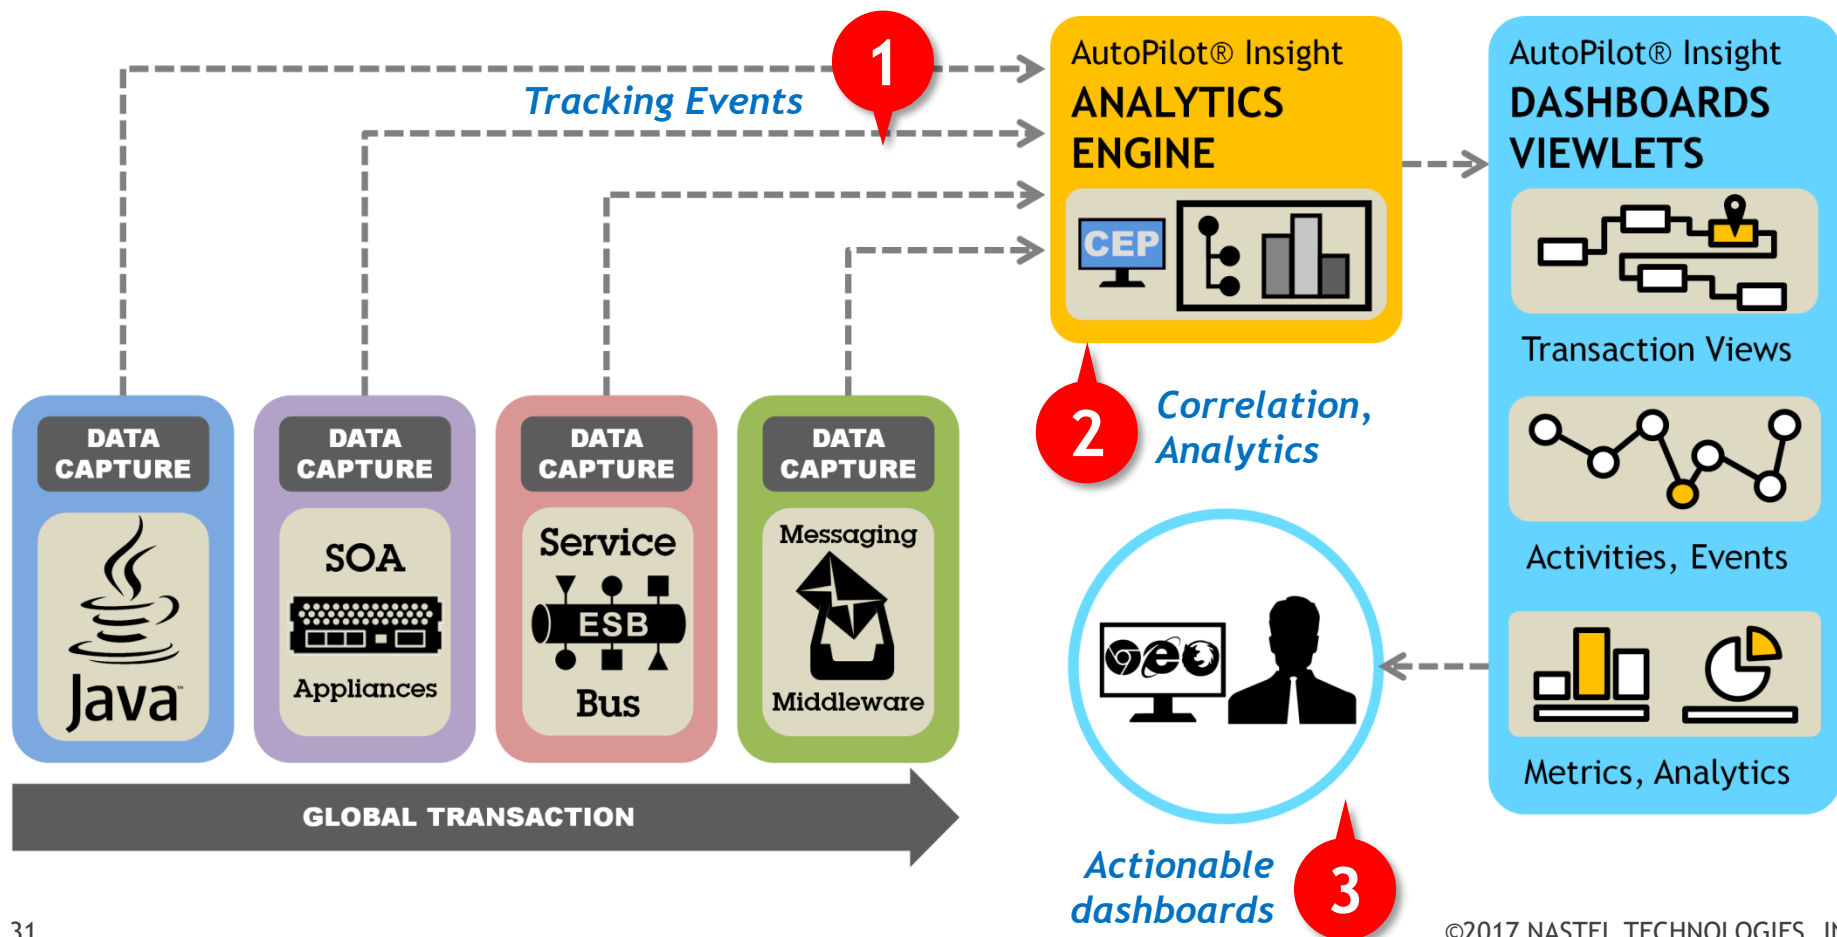 1
Tracking Events
AutoPilot® Insight
ANALYTICS
ENGINE
CEP
AutoPilot® Insight
DASHBOARDS
VIEWLETS
Transaction Views
Activities, Events
Metrics, Analytics
2
Correlation,
Analytics
DATA
CAPTURE
Java™
DATA
CAPTURE
SOA
Appliances
DATA
CAPTURE
Service
ESB
Bus
DATA
CAPTURE
Messaging
Middleware
GLOBAL TRANSACTION
Actionable
dashboards
3
31
©2017 NASTEL TECHNOLOGIES